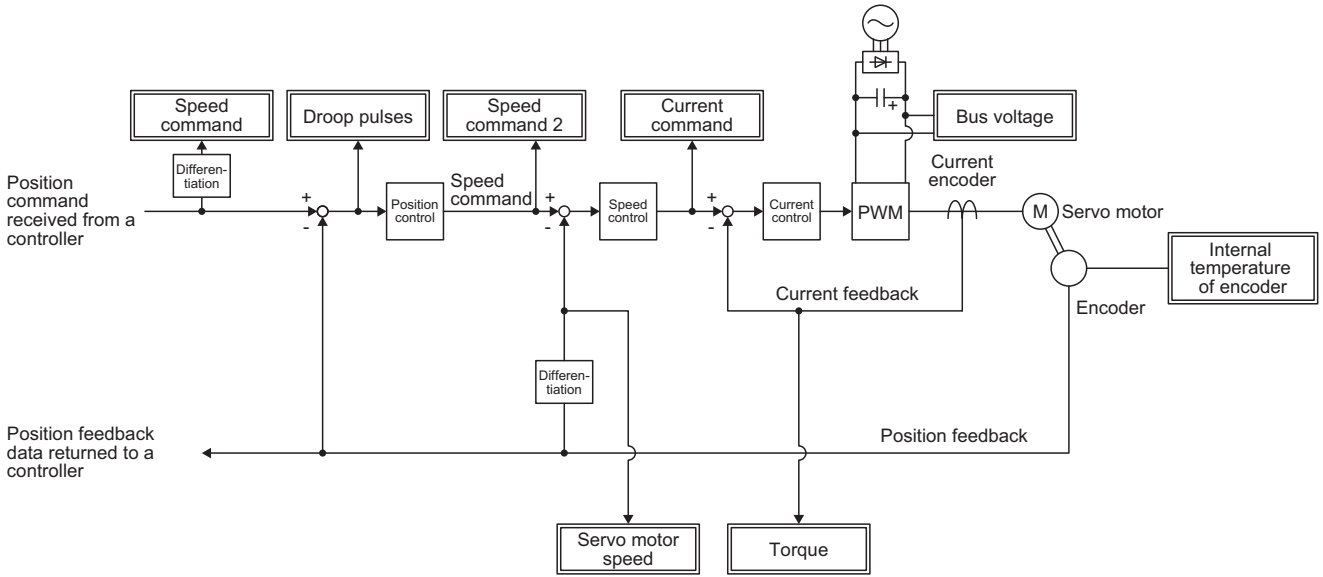 Speed
command
Droop pulses
Speed
command 2
Current
command
+
Bus voltage
Differen-
tiation
Position
command
received from a
controller
+
-
Position
control
Speed
command
+
-
Speed
control
+
-
Current
control
PWM
Current
encoder
M
Servo motor
Internal
temperature
of encoder
Encoder
Current feedback
Differen-
tiation
Position feedback
data returned to a
controller
Position feedback
Servo motor
speed
Torque